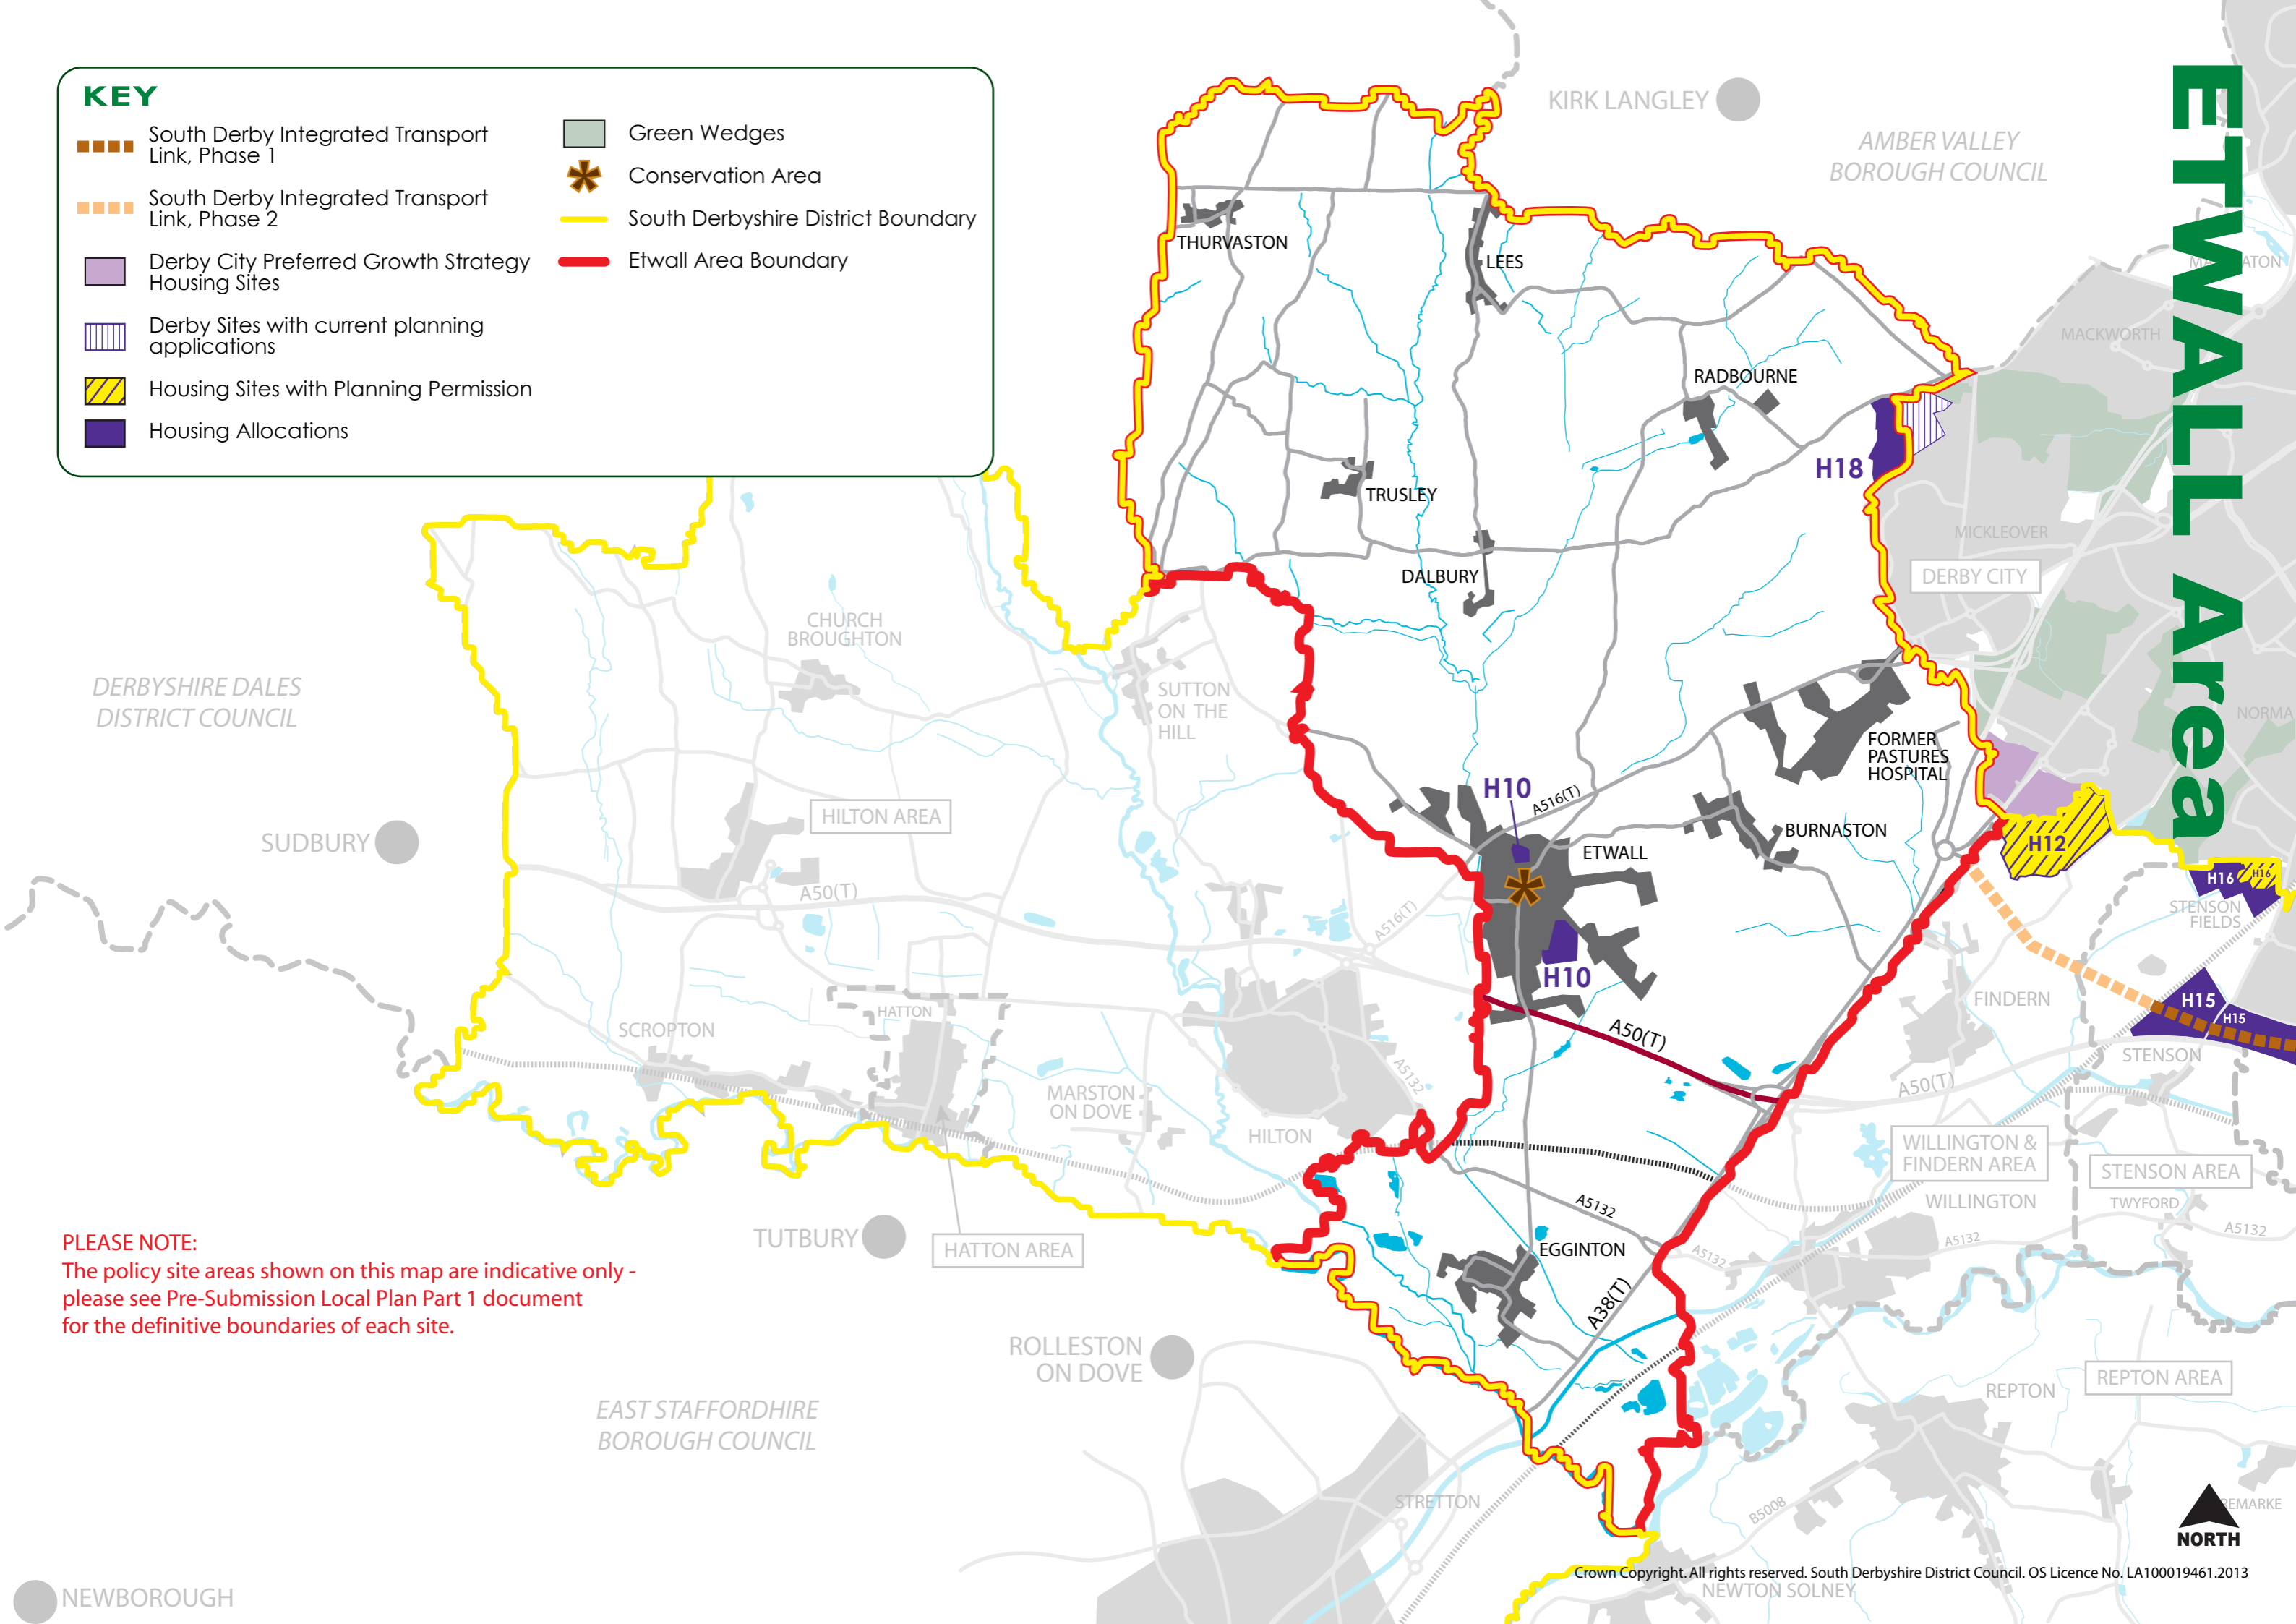 KEY
South Derby Integrated Transport
Link, Phase 1
South Derby Integrated Transport
Link, Phase 2
Derby City Preferred Growth Strategy
Housing Sites
Derby Sites with current planning
applications
Housing Sites with Planning Permission
Housing Allocations
Green Wedges
Conservation Area
South Derbyshire District Boundary
Etwall Area Boundary
ETWALL Area
KIRK LANGLEY
AMBER VALLEY
BOROUGH COUNCIL
THURVASTON
LEES
MACKWORTH
RADBOURNE
H18
TRUSLEY
MICKLEOVER
DERBY CITY
DALBURY
CHURCH
BROUGHTON
DERBYSHIRE DALES
DISTRICT COUNCIL
SUTTON
ON THE
HILL
NORMA
FORMER
PASTURES
HOSPITAL
H10
A516(T)
HILTON AREA
SUDBURY
BURNASTON
ETWALL
H12
A50(T)
A516(T)
H16
H16
STENSON
FIELDS
H10
FINDERN
H15
H15
HATTON
SCROPTON
A50(T)
STENSON
A5132
A50(T)
MARSTON
ON DOVE
HILTON
WILLINGTON &
FINDERN AREA
STENSON AREA
WILLINGTON
TWYFORD
A5132
A5132
A5132
A5132
TUTBURY
HATTON AREA
EGGINTON
A38(T)
PLEASE NOTE:
The policy site areas shown on this map are indicative only -
please see Pre-Submission Local Plan Part 1 document
for the definitive boundaries of each site.
ROLLESTON
ON DOVE
REPTON
REPTON AREA
EAST STAFFORDHIRE
BOROUGH COUNCIL
STRETTON
B5008
EMARKE
NORTH
Crown Copyright. All rights reserved. South Derbyshire District Council. OS Licence No. LA100019461.2013
NEWTON SOLNEY
NEWBOROUGH